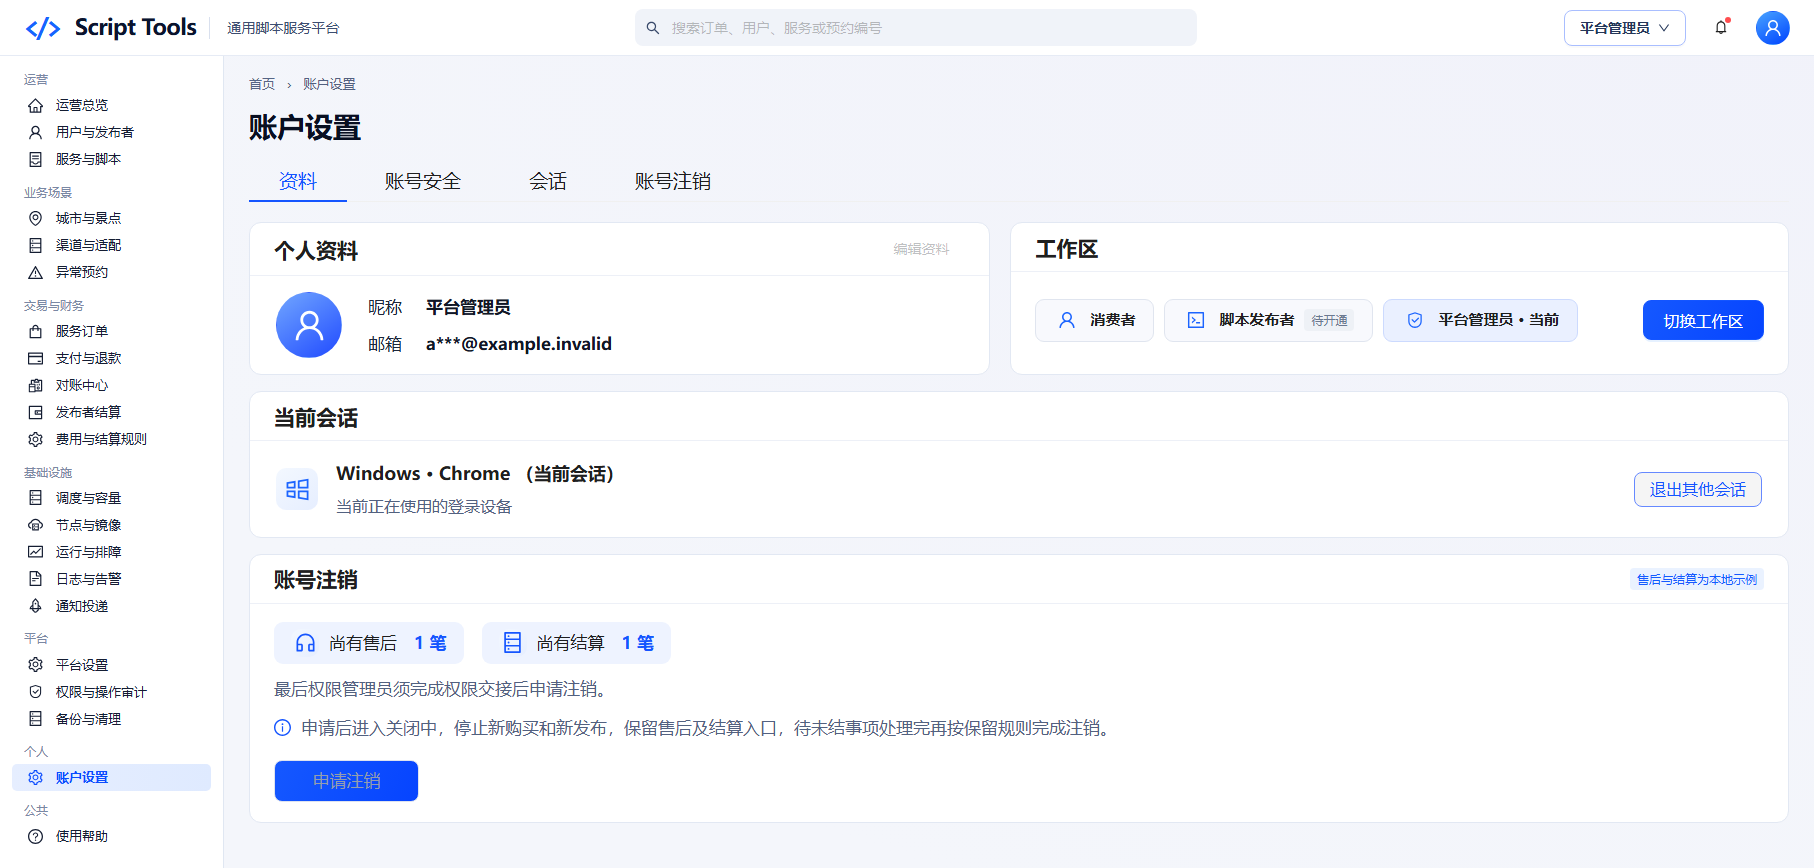 Script Tools
通用脚本服务平台
搜索订单、用户、服务或预约编号
平台管理员
运营
运营总览
用户与发布者
服务与脚本
业务场景
城市与景点
渠道与适配
异常预约
交易与财务
服务订单
支付与退款
对账中心
发布者结算
费用与结算规则
基础设施
调度与容量
节点与镜像
运行与排障
日志与告警
通知投递
平台
平台设置
权限与操作审计
备份与清理
个人
账户设置
公共
使用帮助
首页 › 账户设置
账户设置
资料 账号安全 会话 账号注销
个人资料 编辑资料
昵称 平台管理员
邮箱 a***@example.invalid
工作区
消费者 脚本发布者 待开通 平台管理员 • 当前 切换工作区
当前会话
Windows • Chrome （当前会话）
当前正在使用的登录设备
退出其他会话
账号注销 售后与结算为本地示例
尚有售后 1 笔 尚有结算 1 笔
最后权限管理员须完成权限交接后申请注销。
申请后进入关闭中，停止新购买和新发布，保留售后及结算入口，待未结事项处理完再按保留规则完成注销。
申请注销